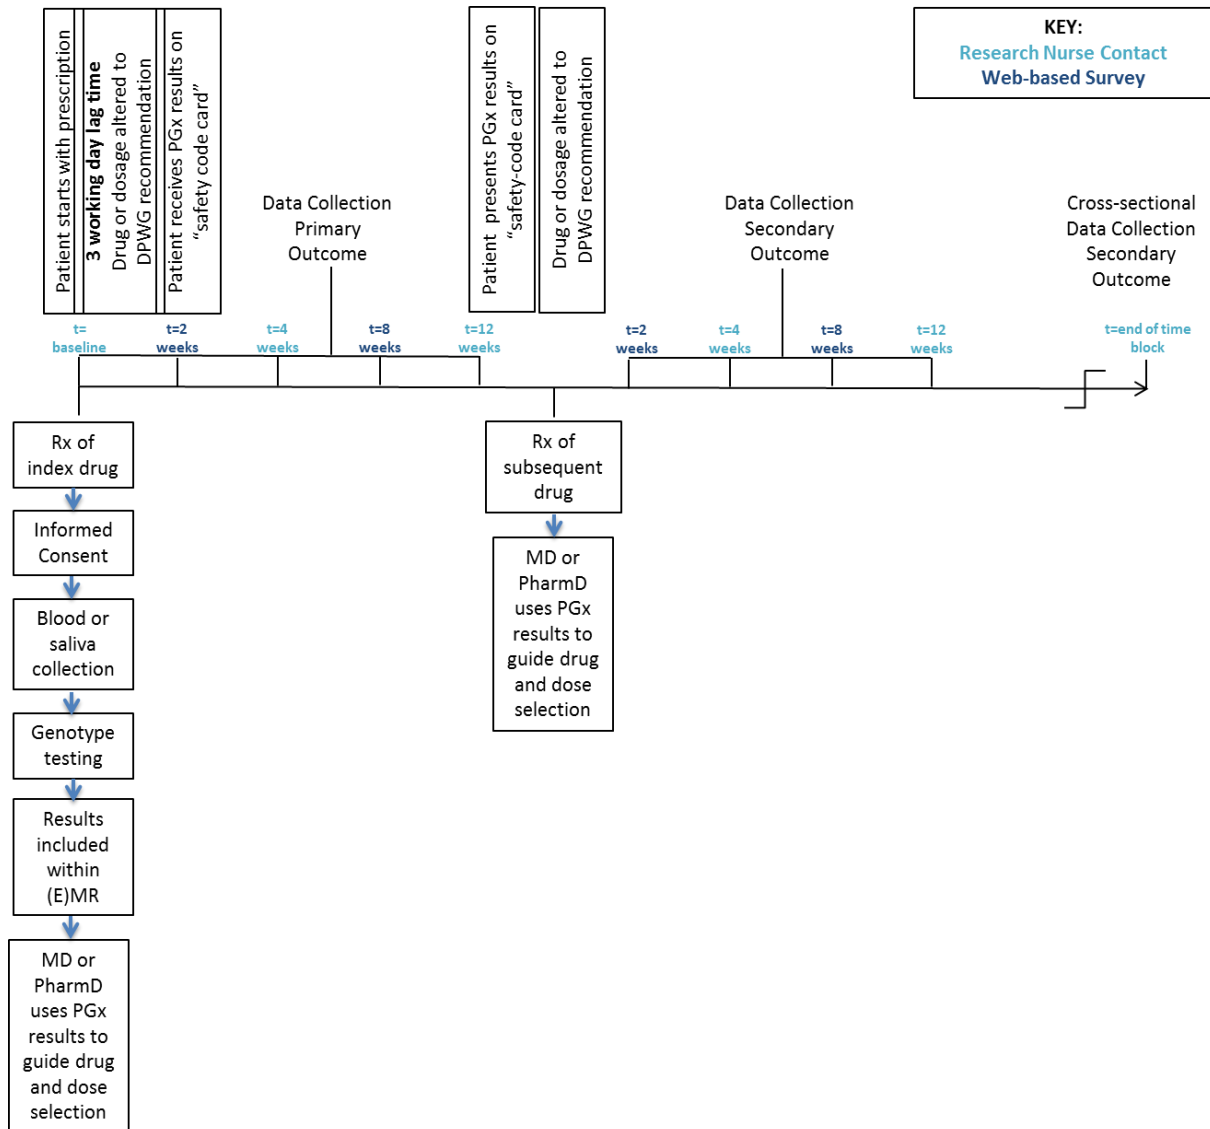 Patient starts with prescription
3 working day lag time
Drug or dosage altered to
DPWG recommendation
Patient receives PGx results on
“safety code card”
Patient  presents PGx results on
“safety-code card”
Drug or dosage altered to
DPWG recommendation
KEY:
Research Nurse Contact
Web-based Survey
Data Collection
Primary
Outcome
Data Collection
Secondary
Outcome
Cross-sectional
Data Collection
Secondary
Outcome
t=
baseline
t=2
weeks
t=4
weeks
t=8
weeks
t=12
weeks
t=2
weeks
t=4
weeks
t=8
weeks
t=12
weeks
t=end of time
block
Rx of
index drug
Informed
Consent
Blood or
saliva
collection
Genotype
testing
Results
included
within
(E)MR
MD or
PharmD
uses PGx
results to
guide drug
and dose
selection
Rx of
subsequent
drug
MD or
PharmD
uses PGx
results to
guide drug
and dose
selection